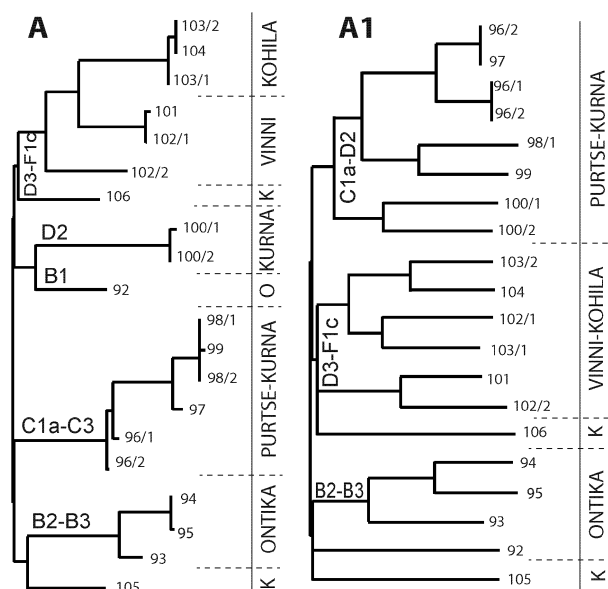 A
103/2
104
103/1
101
102/1
102/2
106
D3-F1c
D2
100/1
100/2
B1
92
98/1
99
98/2
97
C1a-C3
96/1
96/2
B2-B3
94
95
93
105
KOHILA
VINNI
K
KURNA
O
PURTSE-KURNA
ONTIKA
K
A1
96/2
97
96/1
96/2
98/1
99
C1a-D2
100/1
100/2
103/2
104
102/1
103/1
D3-F1c
101
102/2
106
94
B2-B3
95
93
92
105
PURTSE-KURNA
VINNI-KOHILA
K
ONTIKA
K